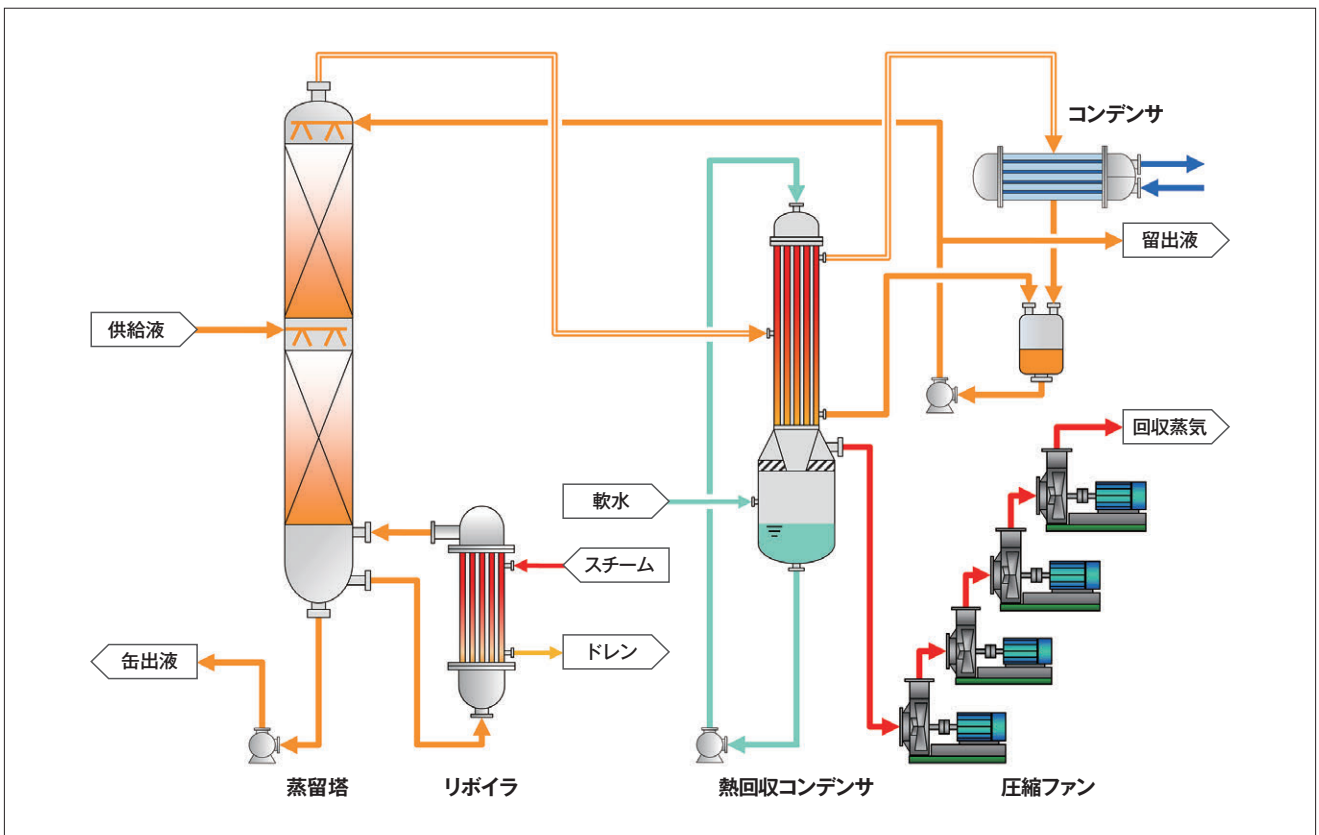 コンデンサ
留出液
供給液
回収蒸気
軟水
スチーム
缶出液
ドレン
蒸留塔
リボイラ
熱回収コンデンサ
圧縮ファン